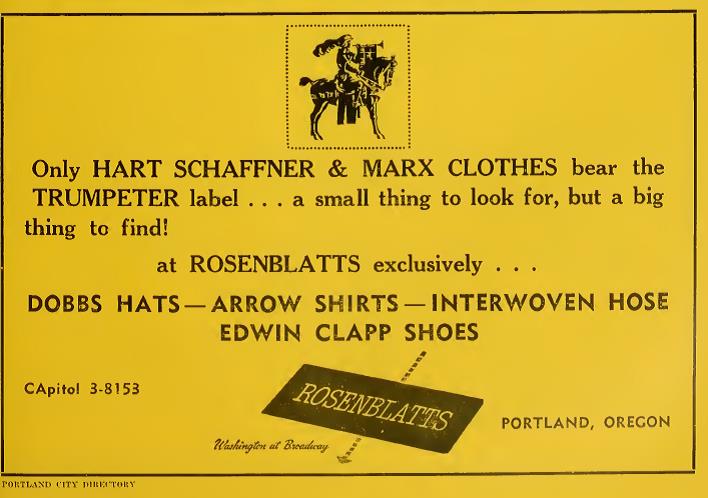 Only HART SCHAFFNER & MARX CLOTHES bear the
TRUMPETER label . . . a small thing to look for, but a big
thing to find!
at ROSENBLATTS exclusively . . .
DOBBS HATS — ARROW SHIRTS — INTERWOVEN HOSE
EDWIN CLAPP SHOES
CApitol 3-8153
ROSENBLATTS
Washington at Broadway
PORTLAND, OREGON
PORTLAND CITY DIRECTORY